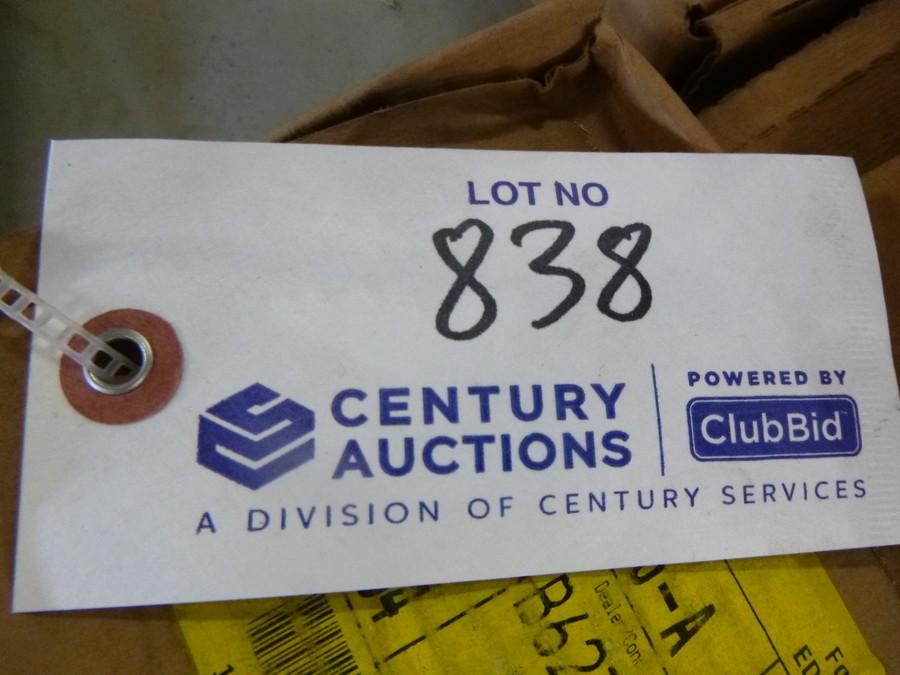 LOT NO
838
CENTURY
AUCTIONS
POWERED BY
ClubBid
A DIVISION OF CENTURY SERVICES